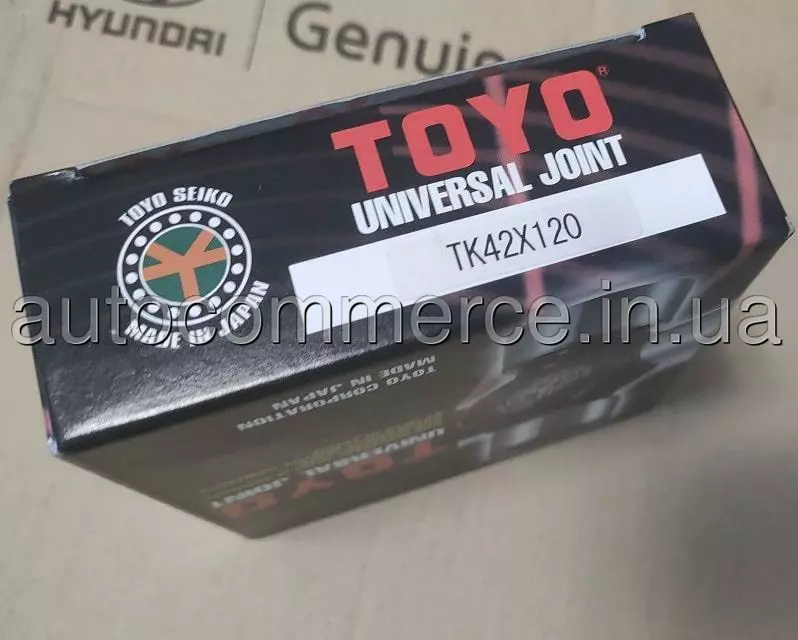 HYUNDAI
Genui
TOYO®
UNIVERSAL JOINT
TK42X120
TOYO SEIKO
MADE IN JAPAN
autocommerce.in.ua
TOYO CORPORATION
MADE IN JAPAN
UNIVERSAL JOINT
TOYO